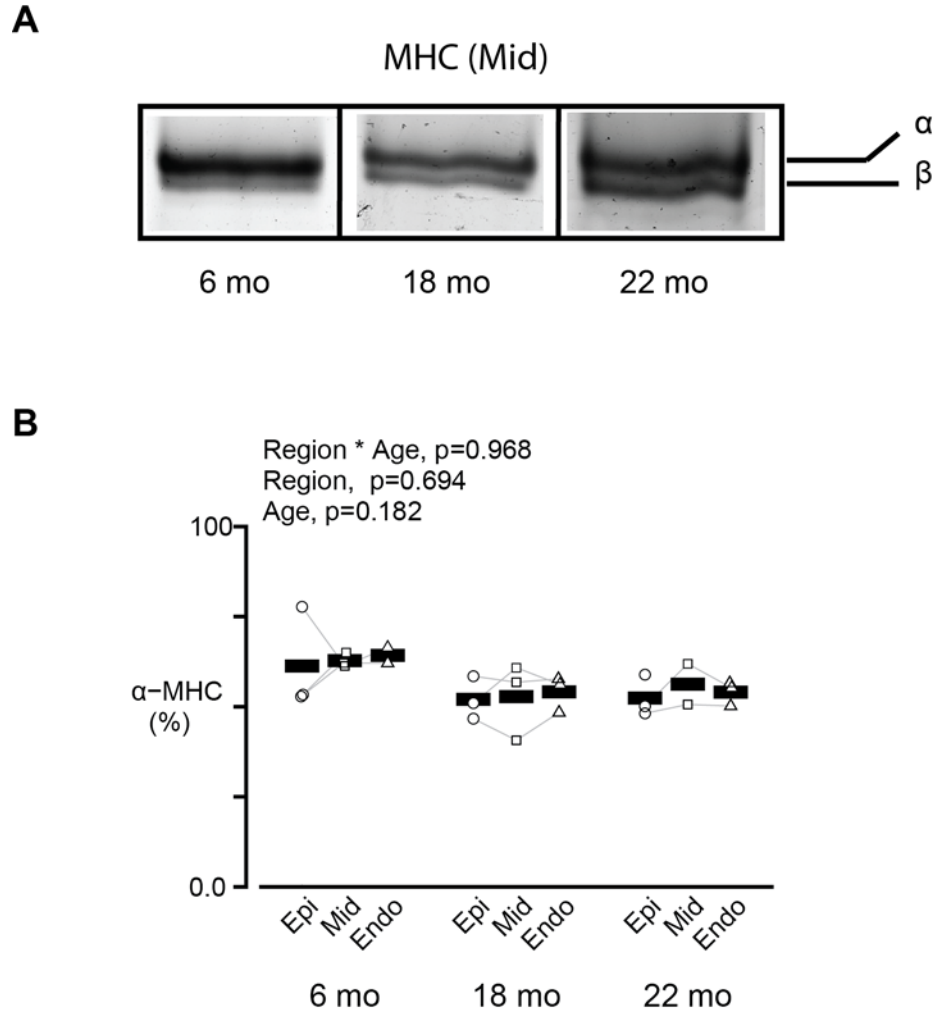 A
MHC (Mid)
α
β
6 mo 18 mo 22 mo
B
Region * Age, p=0.968
Region, p=0.694
Age, p=0.182
100
α−MHC
(%)
0.0
Epi Mid Endo Epi Mid Endo Epi Mid Endo
6 mo 18 mo 22 mo